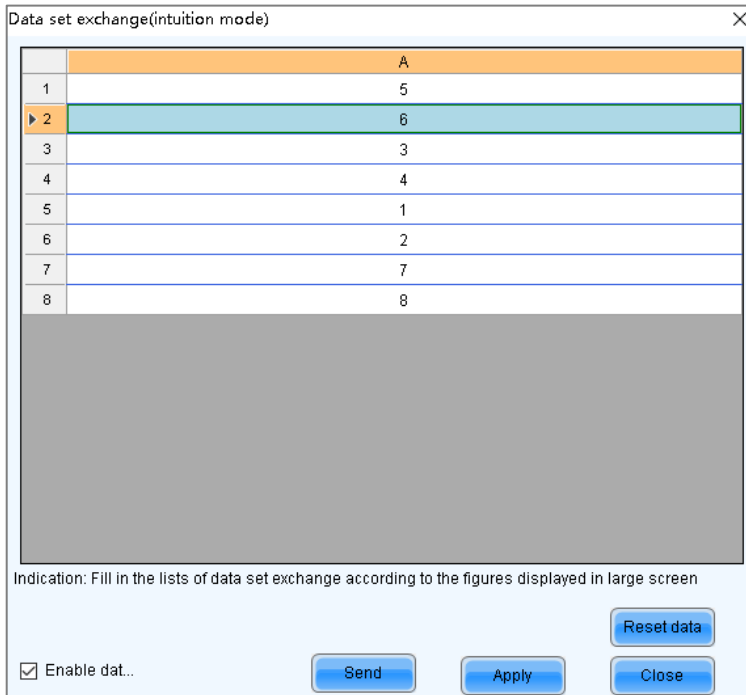 Data set exchange(intuition mode)
A
1 5
2 6
3 3
4 4
5 1
6 2
7 7
8 8
Indication: Fill in the lists of data set exchange according to the figures displayed in large screen
Reset data
Enable dat... Send Apply Close